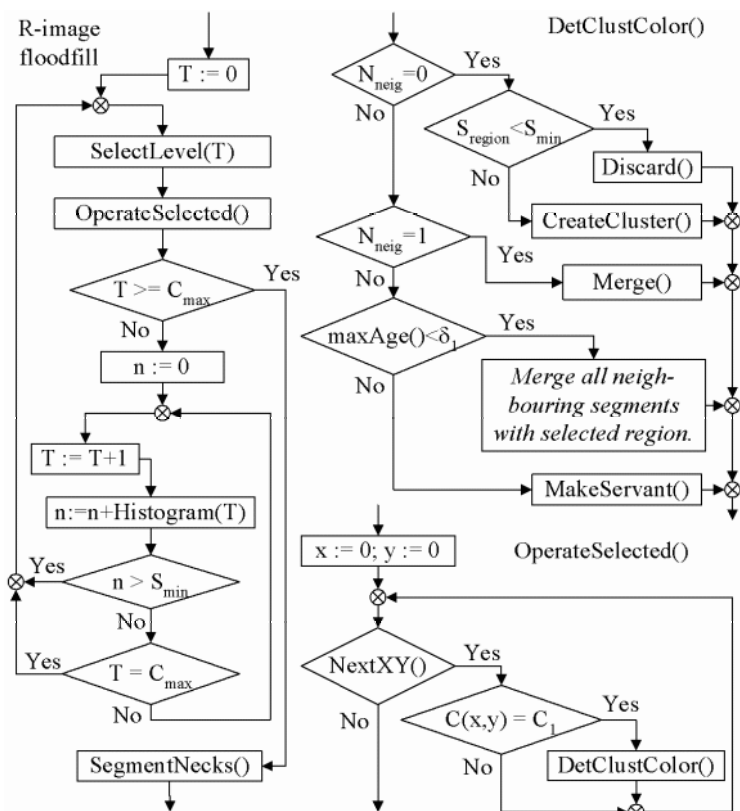 R-image
floodfill
T := 0
SelectLevel(T)
OperateSelected()
T >= Cmax
Yes
No
n := 0
T := T+1
n:=n+Histogram(T)
Yes
n > Smin
No
Yes
T = Cmax
No
SegmentNecks()
DetClustColor()
Nneig=0
Yes
No
Sregion<Smin
Yes
No
Discard()
CreateCluster()
Nneig=1
Yes
No
Merge()
maxAge()<δ1
Yes
No
Merge all neigh-
bouring segments
with selected region.
MakeServant()
x := 0; y := 0
OperateSelected()
NextXY()
Yes
No
C(x,y) = C1
Yes
No
DetClustColor()